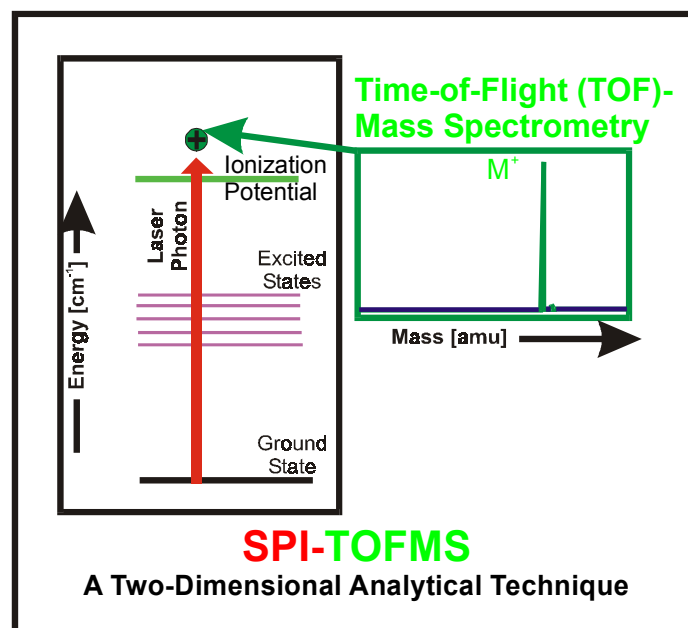 Time-of-Flight (TOF)-
Mass Spectrometry
+
Ionization
Potential
M⁺
Laser
Photon
Excited
States
Energy [cm⁻¹]
Mass [amu]
Ground
State
SPI-TOFMS
A Two-Dimensional Analytical Technique